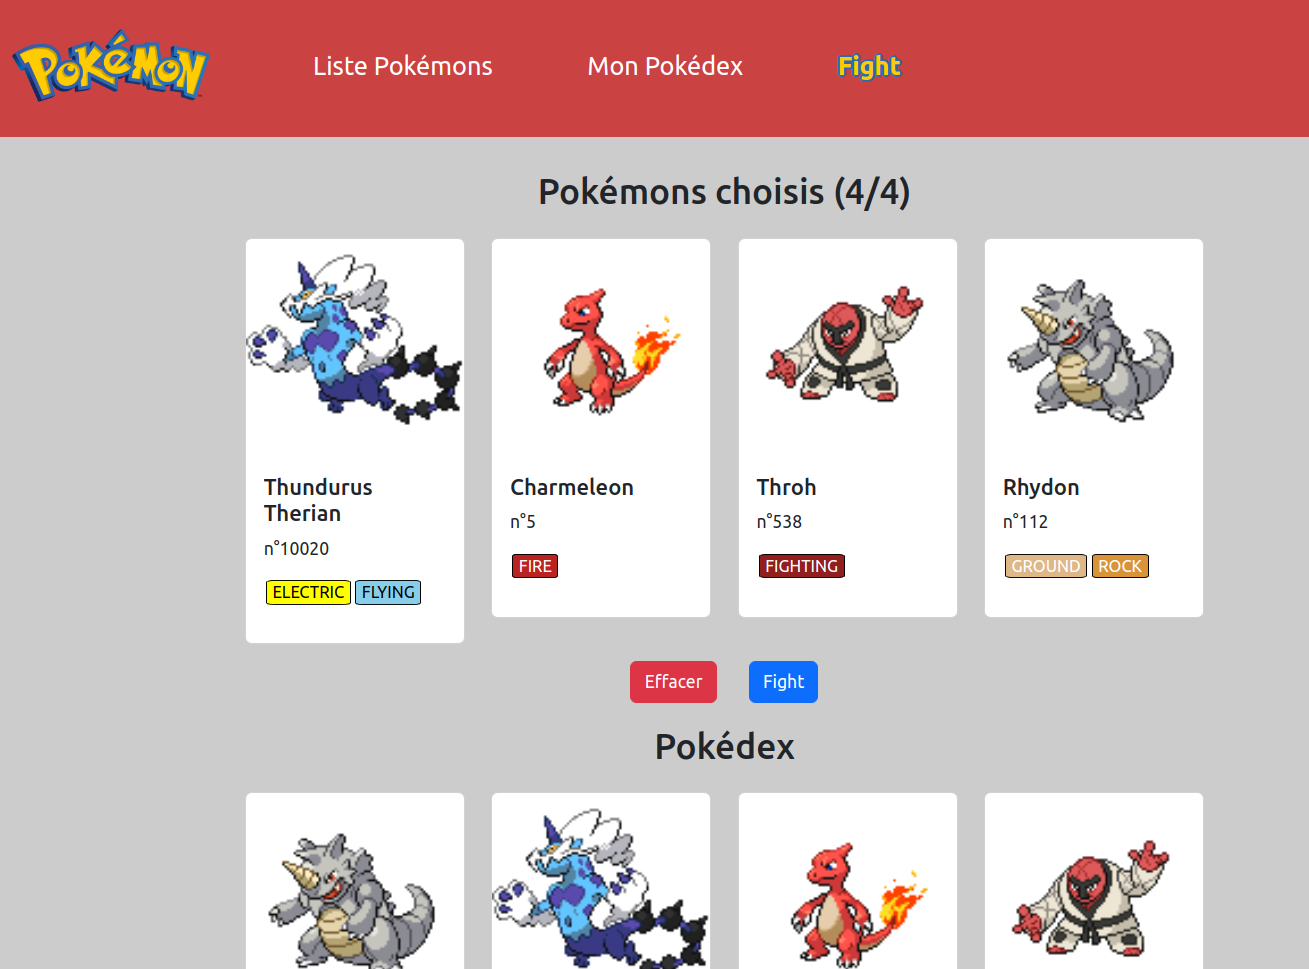 Pokémon
Liste Pokémons
Mon Pokédex
Fight
Pokémons choisis (4/4)
Thundurus
Therian
n°10020
ELECTRIC FLYING
Charmeleon
n°5
FIRE
Throh
n°538
FIGHTING
Rhydon
n°112
GROUND ROCK
Effacer
Fight
Pokédex